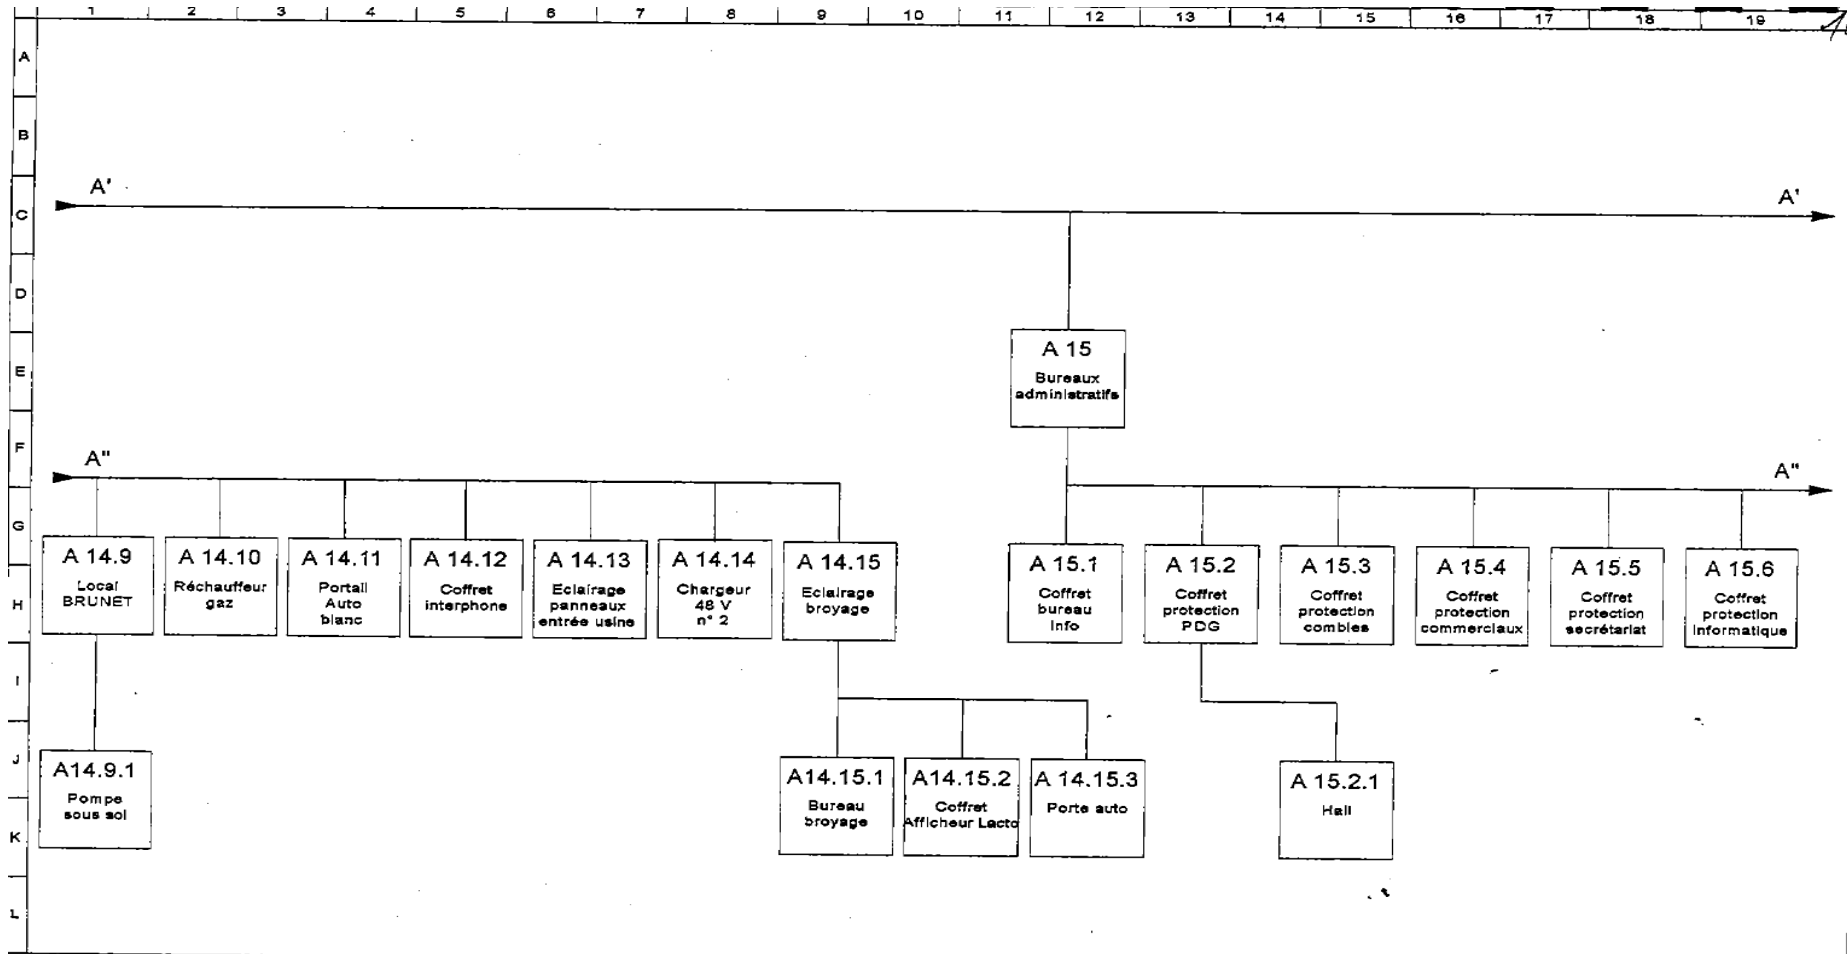 1 2 3 4 5 6 7 8 9 10 11 12 13 14 15 16 17 18 19
A
B
C
D
E
F
G
H
I
J
K
L
A' A'
A 15
Bureaux
administratifs
A" A"
A 14.9
Local
BRUNET
A 14.10
Réchauffeur
gaz
A 14.11
Portail
Auto
blanc
A 14.12
Coffret
interphone
A 14.13
Eclairage
panneaux
entrée usine
A 14.14
Chargeur
48 V
n° 2
A 14.15
Eclairage
broyage
A 15.1
Coffret
bureau
info
A 15.2
Coffret
protection
PDG
A 15.3
Coffret
protection
combles
A 15.4
Coffret
protection
commerciaux
A 15.5
Coffret
protection
secrétariat
A 15.6
Coffret
protection
informatique
A14.9.1
Pompe
sous sol
A14.15.1
Bureau
broyage
A14.15.2
Coffret
Afficheur Lacto
A 14.15.3
Porte auto
A 15.2.1
Hall